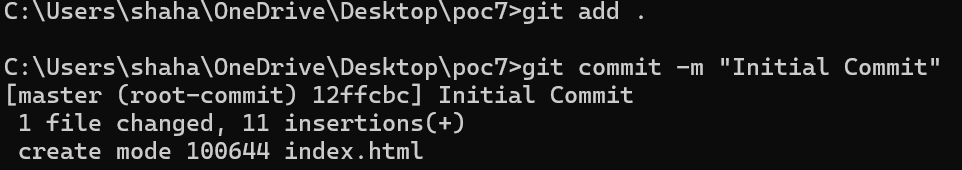 C:\Users\shaha\OneDrive\Desktop\poc7>git add .
C:\Users\shaha\OneDrive\Desktop\poc7>git commit -m "Initial Commit"
[master (root-commit) 12ffcbc] Initial Commit
1 file changed, 11 insertions(+)
create mode 100644 index.html